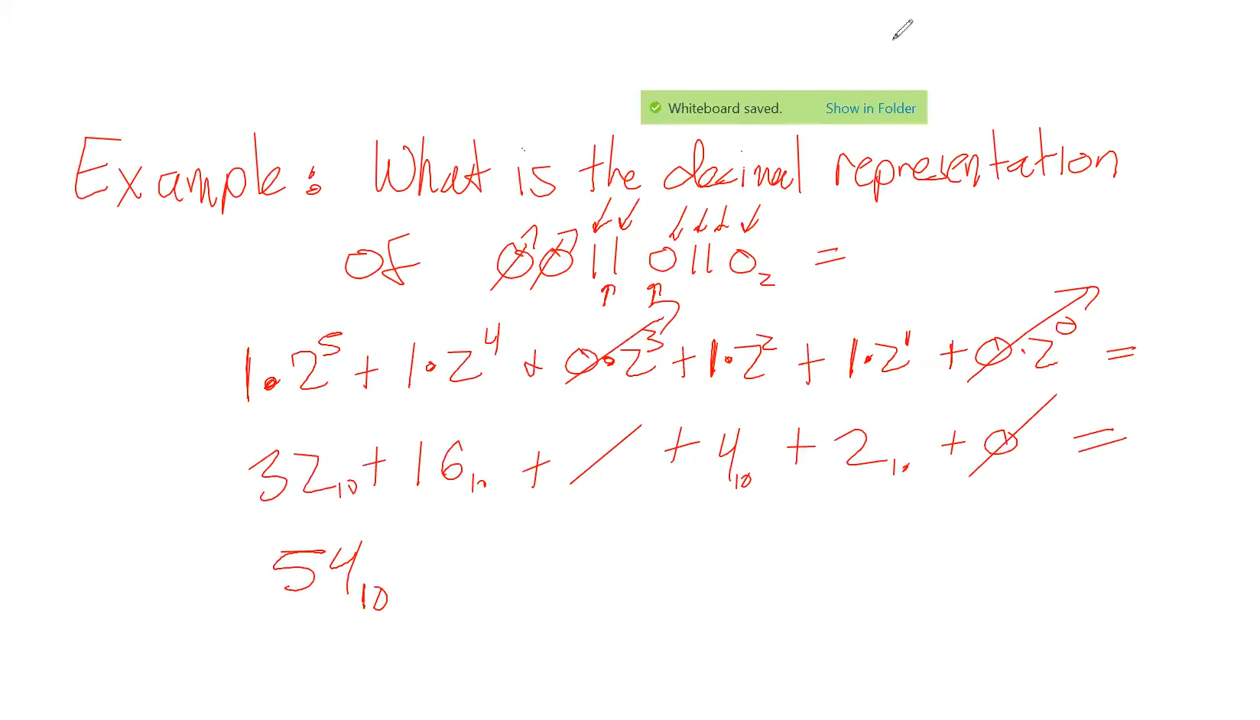 Whiteboard saved. Show in Folder
Example: What is the decimal representation
of 00110110₂ =
1·2⁵ + 1·2⁴ + 0·2³ + 1·2² + 1·2¹ + 0·2⁰ =
32₁₀ + 16₁₀ + / + 4₁₀ + 2₁₀ + 0 =
54₁₀